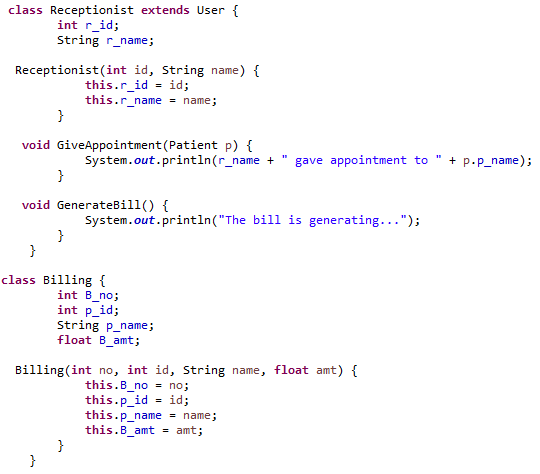 class Receptionist extends User {
int r_id;
String r_name;
Receptionist(int id, String name) {
this.r_id = id;
this.r_name = name;
}
void GiveAppointment(Patient p) {
System.out.println(r_name + " gave appointment to " + p.p_name);
}
void GenerateBill() {
System.out.println("The bill is generating...");
}
}
class Billing {
int B_no;
int p_id;
String p_name;
float B_amt;
Billing(int no, int id, String name, float amt) {
this.B_no = no;
this.p_id = id;
this.p_name = name;
this.B_amt = amt;
}
}